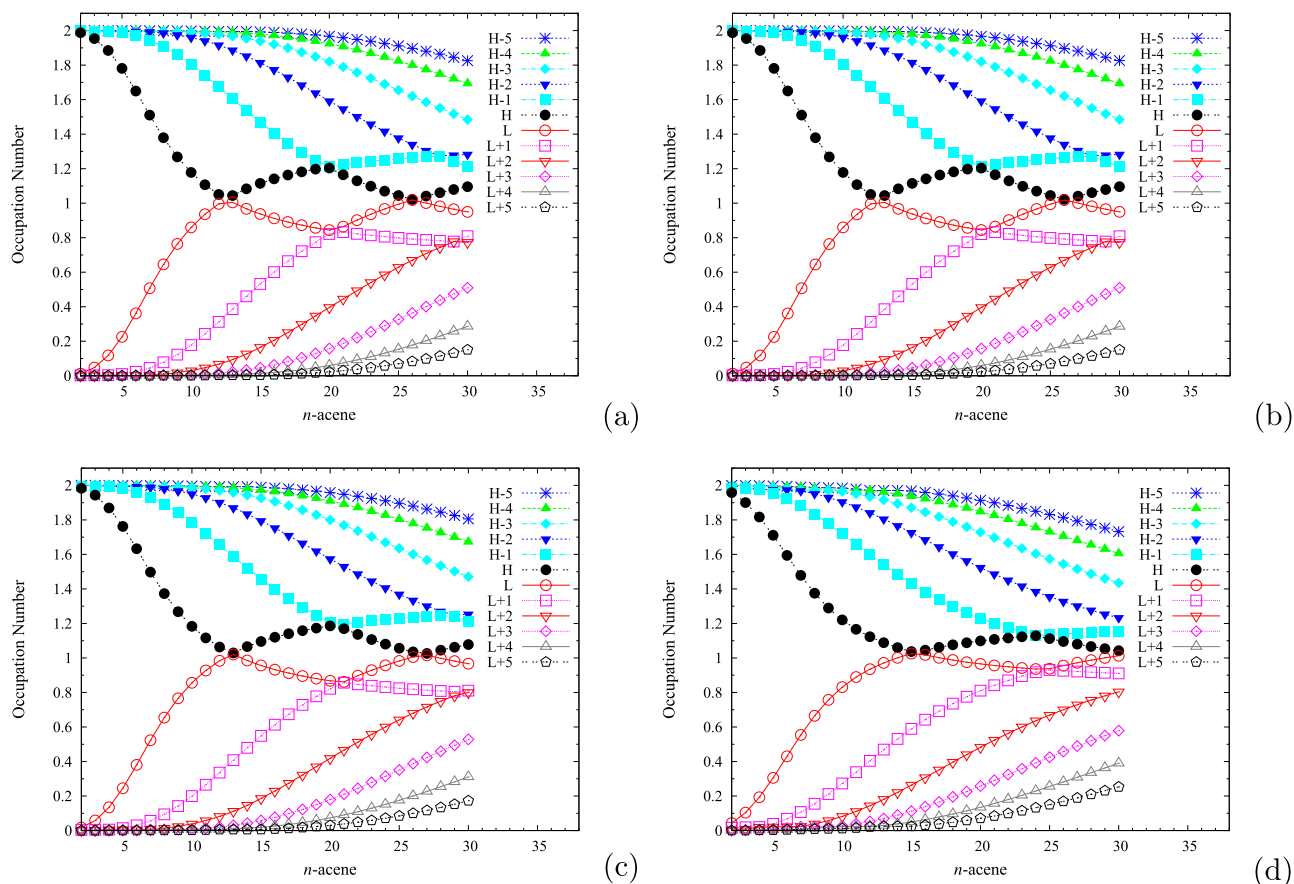 2
1.8
1.6
1.4
1.2
1
0.8
0.6
0.4
0.2
0
Occupation Number
5 10 15 20 25 30 35
n-acene
H-5
H-4
H-3
H-2
H-1
H
L
L+1
L+2
L+3
L+4
L+5
(a)
2
1.8
1.6
1.4
1.2
1
0.8
0.6
0.4
0.2
0
Occupation Number
5 10 15 20 25 30 35
n-acene
H-5
H-4
H-3
H-2
H-1
H
L
L+1
L+2
L+3
L+4
L+5
(b)
2
1.8
1.6
1.4
1.2
1
0.8
0.6
0.4
0.2
0
Occupation Number
5 10 15 20 25 30 35
n-acene
H-5
H-4
H-3
H-2
H-1
H
L
L+1
L+2
L+3
L+4
L+5
(c)
2
1.8
1.6
1.4
1.2
1
0.8
0.6
0.4
0.2
0
Occupation Number
5 10 15 20 25 30 35
n-acene
H-5
H-4
H-3
H-2
H-1
H
L
L+1
L+2
L+3
L+4
L+5
(d)